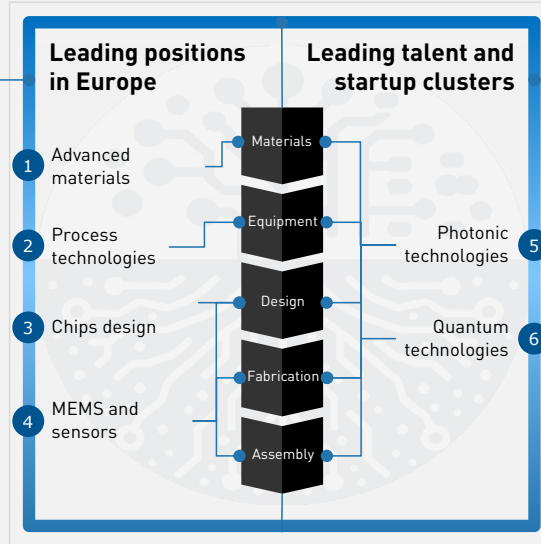 Leading positions
in Europe
1
Advanced
materials
2
Process
technologies
3
Chips design
4
MEMS and
sensors
Materials
Equipment
Design
Fabrication
Assembly
Leading talent and
startup clusters
Photonic
technologies
5
Quantum
technologies
6